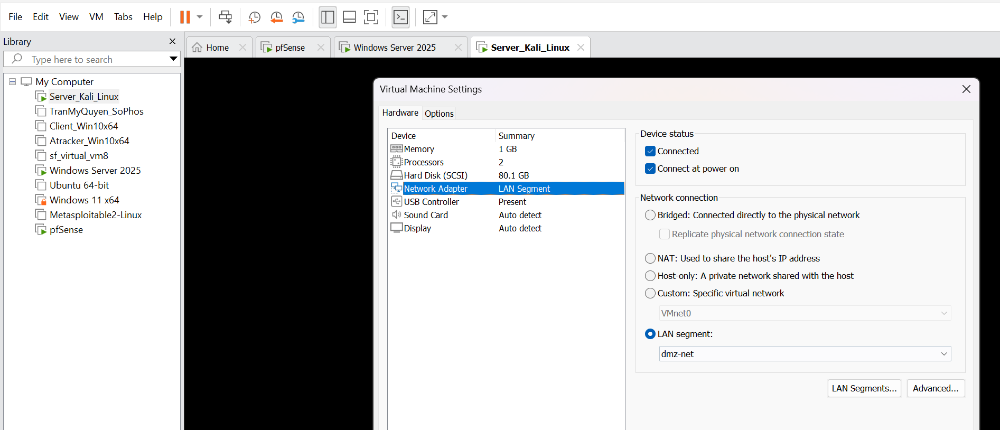 File Edit View VM Tabs Help
Library
Type here to search
My Computer
Server_Kali_Linux
TranMyQuyen_SoPhos
Client_Win10x64
Atracker_Win10x64
sf_virtual_vm8
Windows Server 2025
Ubuntu 64-bit
Windows 11 x64
Metasploitable2-Linux
pfSense
Home pfSense Windows Server 2025 Server_Kali_Linux
Virtual Machine Settings
Hardware Options
Device Summary
Memory 1 GB
Processors 2
Hard Disk (SCSI) 80.1 GB
Network Adapter LAN Segment
USB Controller Present
Sound Card Auto detect
Display Auto detect
Device status
Connected
Connect at power on
Network connection
Bridged: Connected directly to the physical network
Replicate physical network connection state
NAT: Used to share the host's IP address
Host-only: A private network shared with the host
Custom: Specific virtual network
VMnet0
LAN segment:
dmz-net
LAN Segments... Advanced...